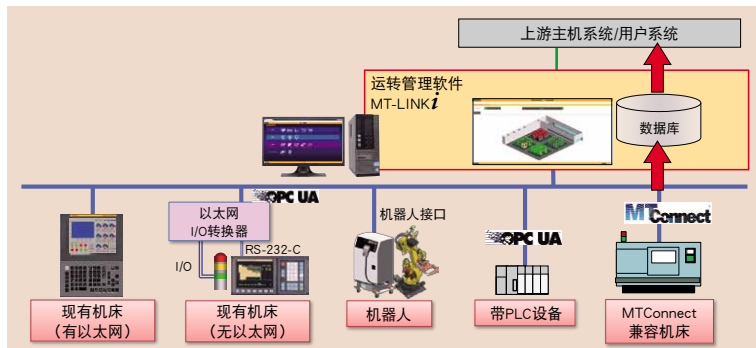 上游主机系统/用户系统
运转管理软件
MT-LINKi
数据库
OPC UA
以太网
I/O转换器
机器人接口
MTConnect
OPC UA
RS-232-C
I/O
现有机床
（有以太网）
现有机床
（无以太网）
机器人
带PLC设备
MTConnect
兼容机床